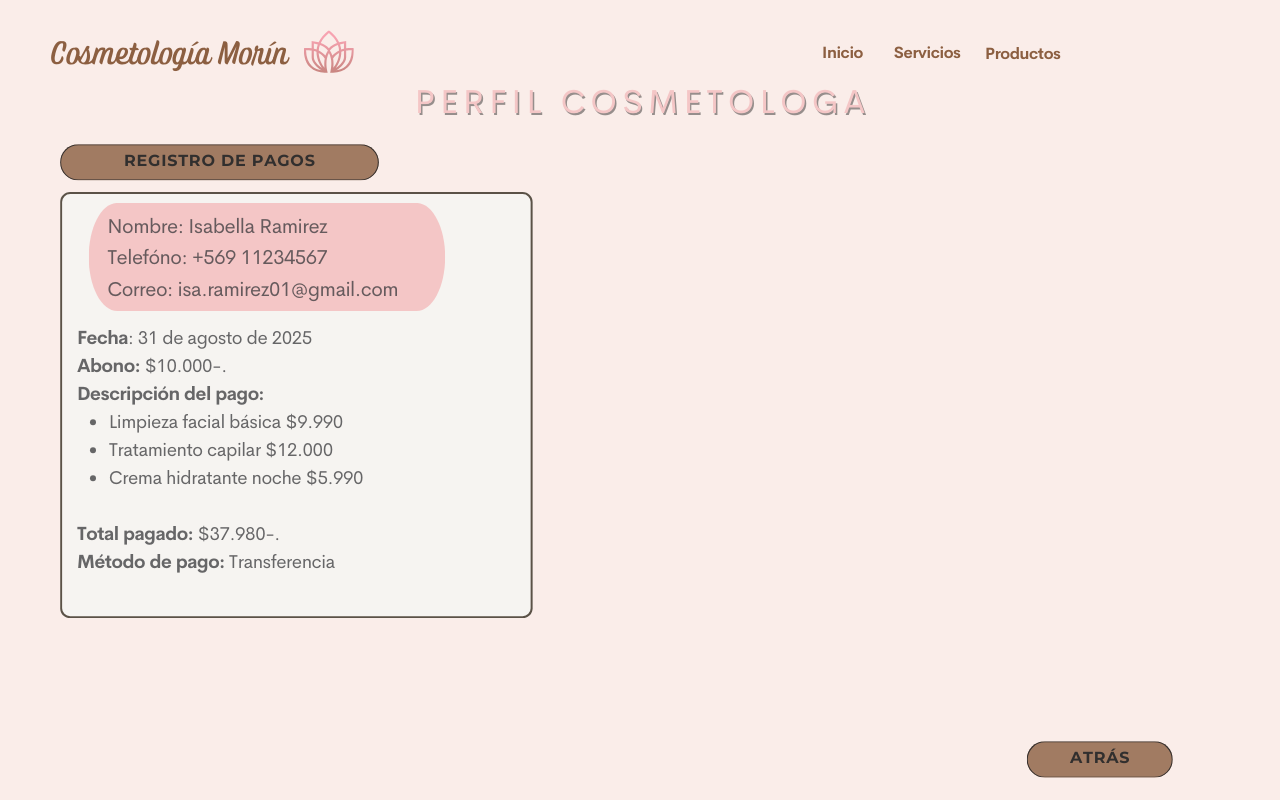 Cosmetología Morín
Inicio Servicios Productos
PERFIL COSMETOLOGA
REGISTRO DE PAGOS
Nombre: Isabella Ramirez
Telefóno: +569 11234567
Correo: isa.ramirez01@gmail.com
Fecha: 31 de agosto de 2025
Abono: $10.000-.
Descripción del pago:
• Limpieza facial básica $9.990
• Tratamiento capilar $12.000
• Crema hidratante noche $5.990
Total pagado: $37.980-.
Método de pago: Transferencia
ATRÁS